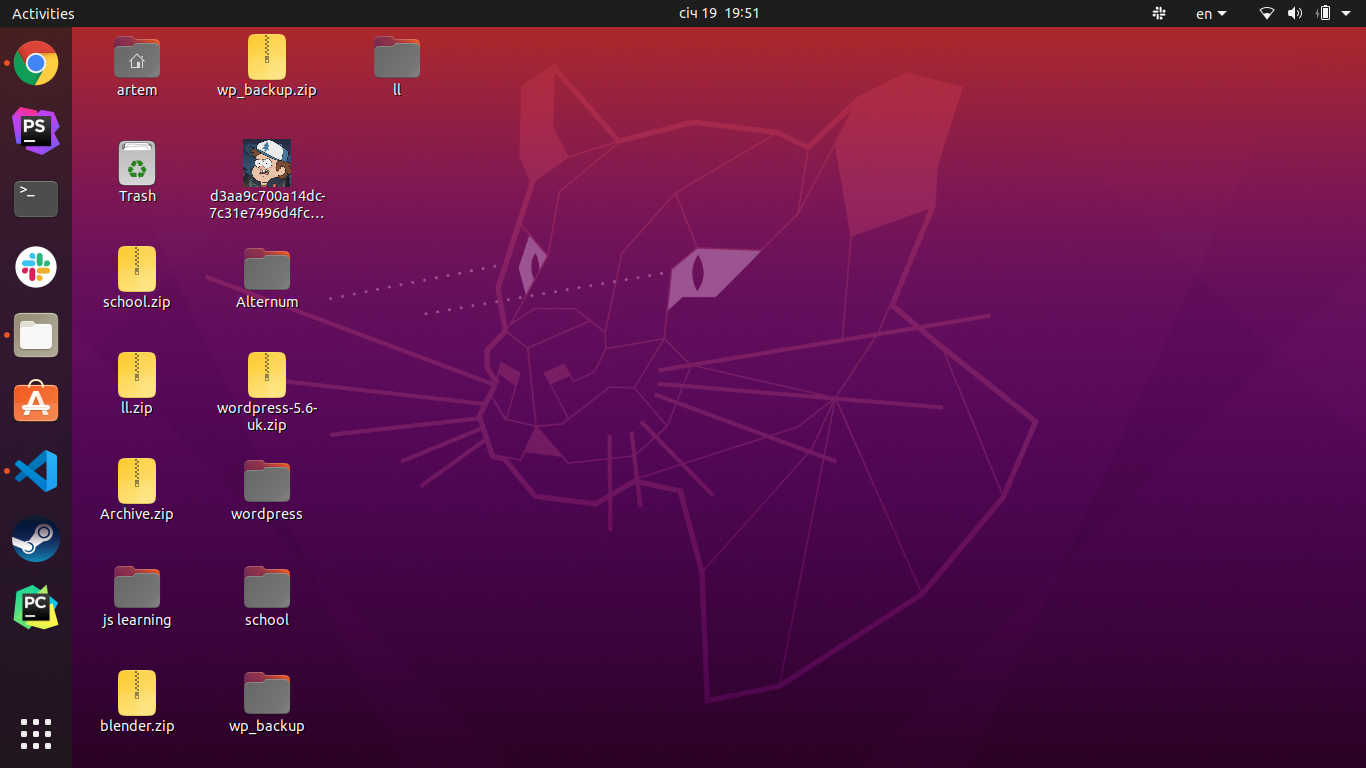 Activities
січ 19 19:51
en
PS
>_
PC
artem
Trash
school.zip
ll.zip
Archive.zip
js learning
blender.zip
wp_backup.zip
d3aa9c700a14dc-
7c31e7496d4fc...
Alternum
wordpress-5.6-
uk.zip
wordpress
school
wp_backup
ll